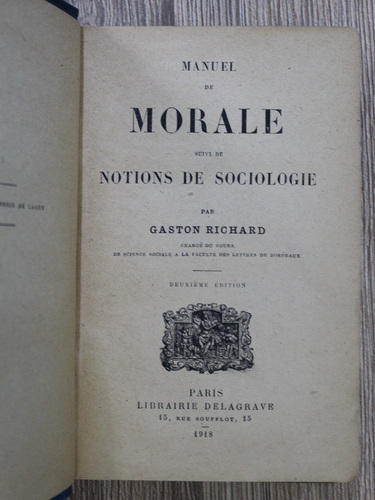 MANUEL
DE
MORALE
SUIVI DE
NOTIONS DE SOCIOLOGIE
PAR
GASTON RICHARD
CHARGÉ DU COURS
DE SCIENCE SOCIALE A LA FACULTÉ DES LETTRES DE BORDEAUX
DEUXIÈME ÉDITION
PARIS
LIBRAIRIE DELAGRAVE
15, RUE SOUFFLOT, 15
1918